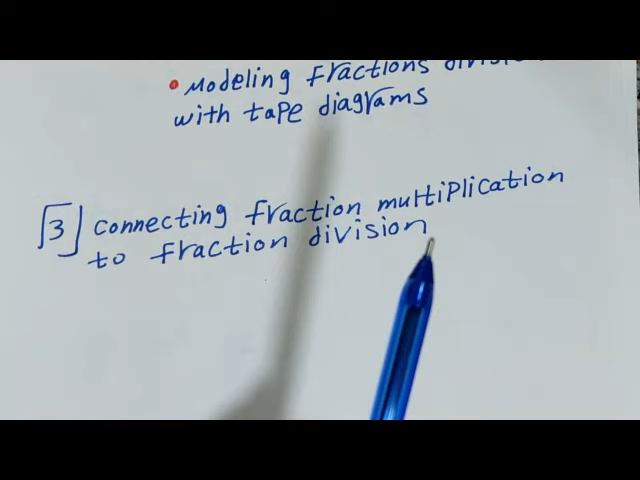 • Modeling Fractions
with tape diagrams
3 connecting fraction multiplication
to fraction division